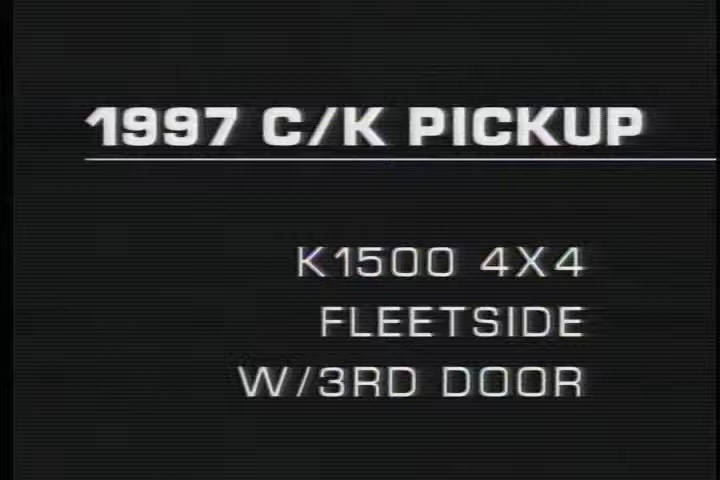 1997 C/K PICKUP
K1500 4X4
FLEETSIDE
W/3RD DOOR